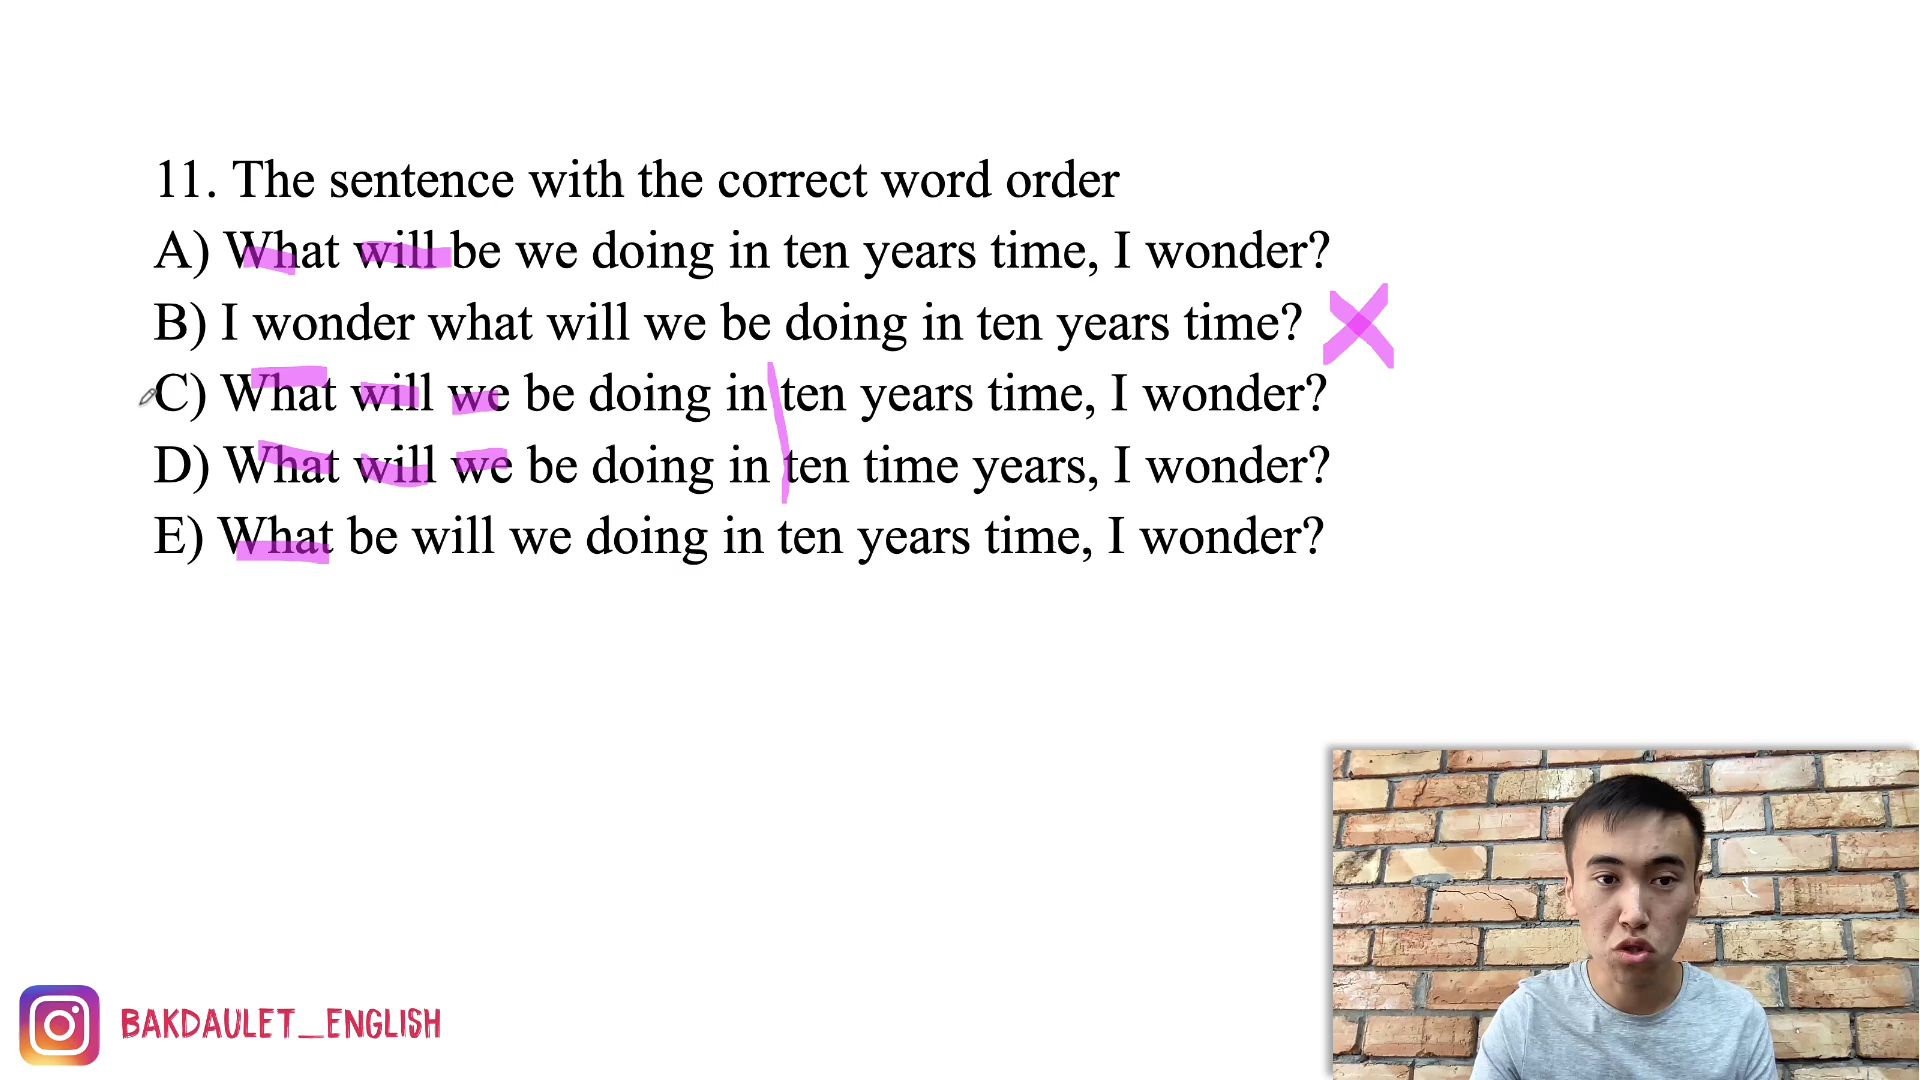 11. The sentence with the correct word order
A) What will be we doing in ten years time, I wonder?
B) I wonder what will we be doing in ten years time?
C) What will we be doing in ten years time, I wonder?
D) What will we be doing in ten time years, I wonder?
E) What be will we doing in ten years time, I wonder?
BAKDAULET_ENGLISH